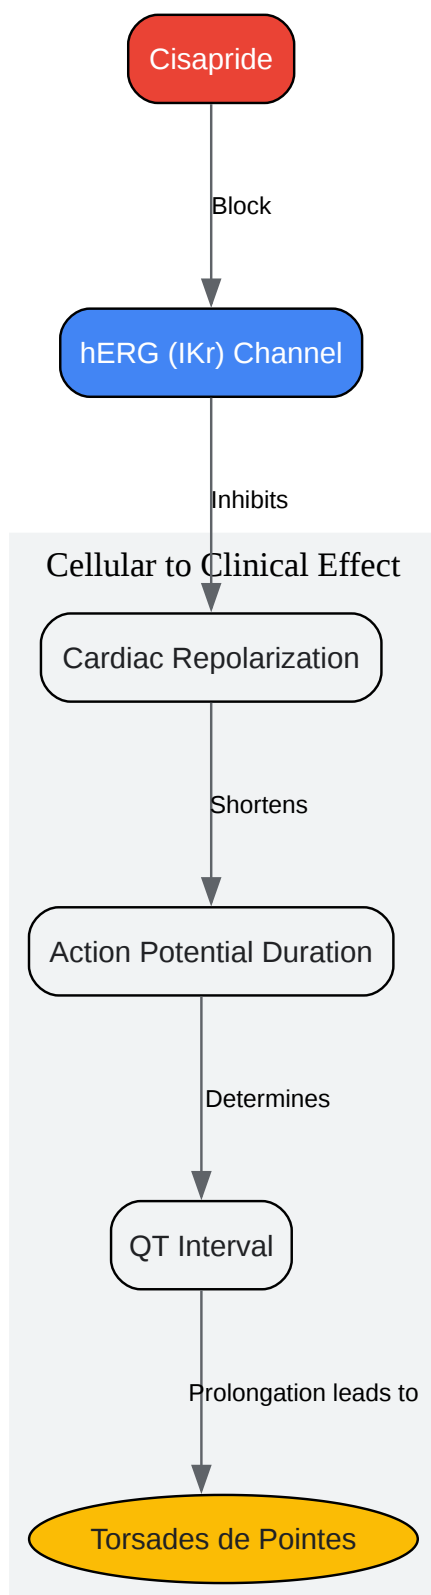 Cisapride
Block
hERG (IKr) Channel
Inhibits
Cellular to Clinical Effect
Cardiac Repolarization
Shortens
Action Potential Duration
Determines
QT Interval
Prolongation leads to
Torsades de Pointes